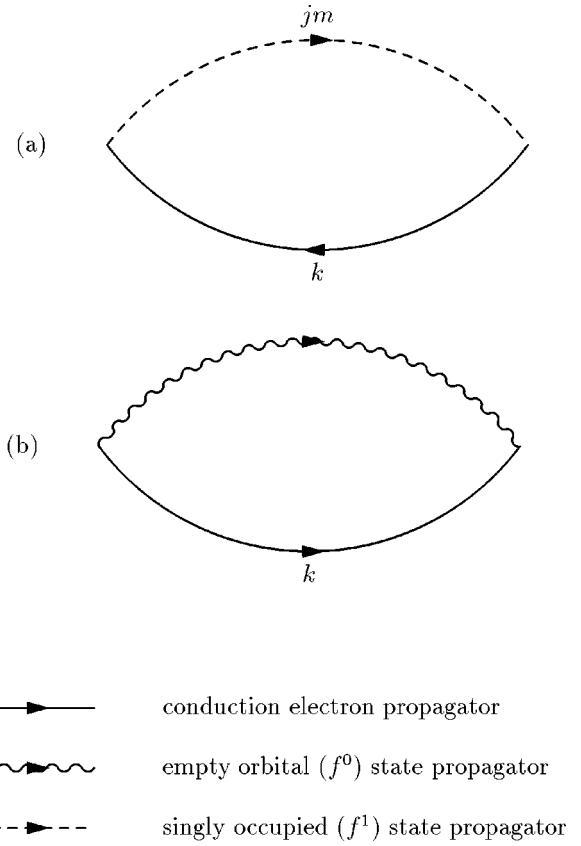 jm
(a)
k
(b)
k
conduction electron propagator
empty orbital (f⁰) state propagator
singly occupied (f¹) state propagator